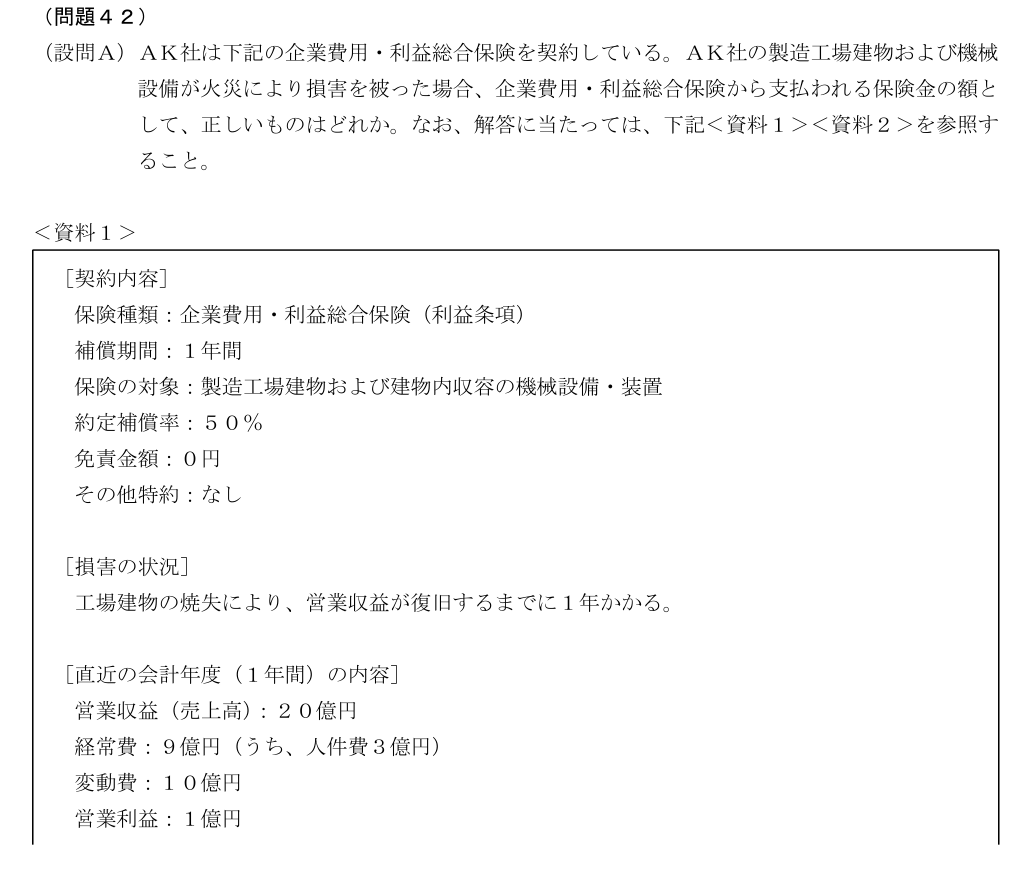 （問題４２）
（設問Ａ）ＡＫ社は下記の企業費用・利益総合保険を契約している。ＡＫ社の製造工場建物および機械
設備が火災により損害を被った場合、企業費用・利益総合保険から支払われる保険金の額と
して、正しいものはどれか。なお、解答に当たっては、下記＜資料１＞＜資料２＞を参照す
ること。
＜資料１＞
［契約内容］
保険種類：企業費用・利益総合保険（利益条項）
補償期間：１年間
保険の対象：製造工場建物および建物内収容の機械設備・装置
約定補償率：５０％
免責金額：０円
その他特約：なし
［損害の状況］
工場建物の焼失により、営業収益が復旧するまでに１年かかる。
［直近の会計年度（１年間）の内容］
営業収益（売上高）：２０億円
経常費：９億円（うち、人件費３億円）
変動費：１０億円
営業利益：１億円